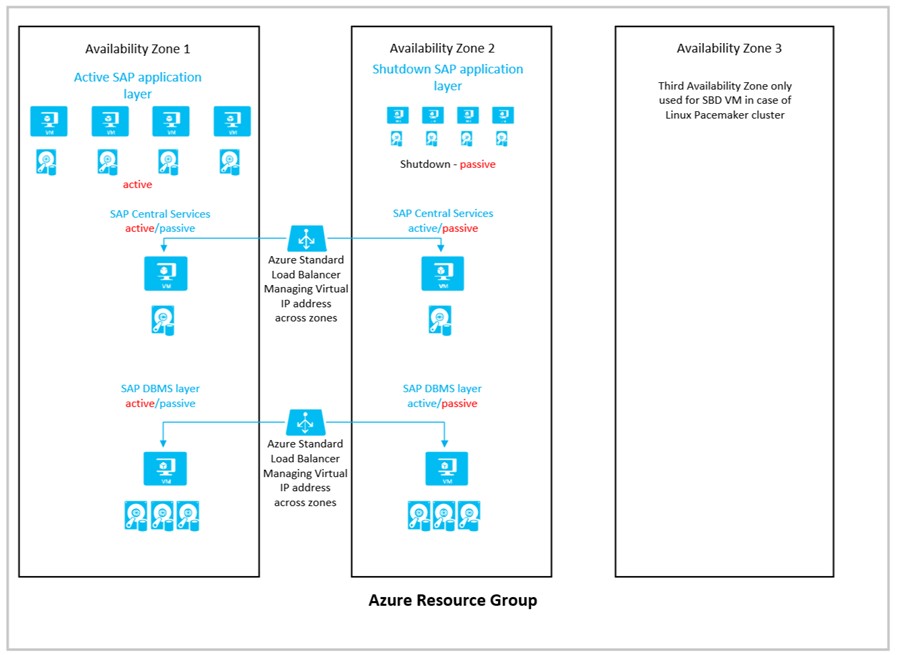 Availability Zone 1
Active SAP application
layer
VM
VM
VM
VM
active
SAP Central Services
active/passive
VM
SAP DBMS layer
active/passive
VM
Azure Standard
Load Balancer
Managing Virtual
IP address
across zones
Azure Standard
Load Balancer
Managing Virtual
IP address
across zones
Availability Zone 2
Shutdown SAP application
layer
Shutdown - passive
SAP Central Services
active/passive
VM
SAP DBMS layer
active/passive
VM
Availability Zone 3
Third Availability Zone only
used for SBD VM in case of
Linux Pacemaker cluster
Azure Resource Group